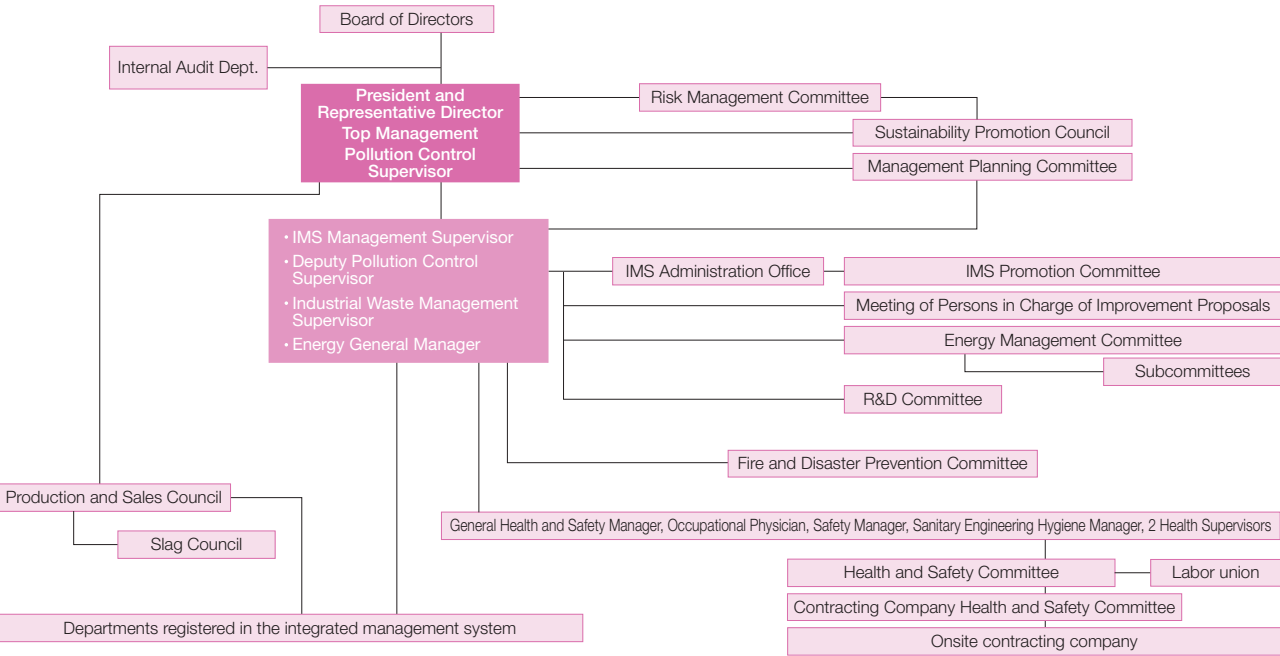 Board of Directors
Internal Audit Dept.
President and
Representative Director
Top Management
Pollution Control
Supervisor
Risk Management Committee
Sustainability Promotion Council
Management Planning Committee
・IMS Management Supervisor
・Deputy Pollution Control
Supervisor
・Industrial Waste Management
Supervisor
・Energy General Manager
IMS Administration Office
IMS Promotion Committee
Meeting of Persons in Charge of Improvement Proposals
Energy Management Committee
Subcommittees
R&D Committee
Fire and Disaster Prevention Committee
Production and Sales Council
Slag Council
General Health and Safety Manager, Occupational Physician, Safety Manager, Sanitary Engineering Hygiene Manager, 2 Health Supervisors
Health and Safety Committee
Labor union
Contracting Company Health and Safety Committee
Departments registered in the integrated management system
Onsite contracting company